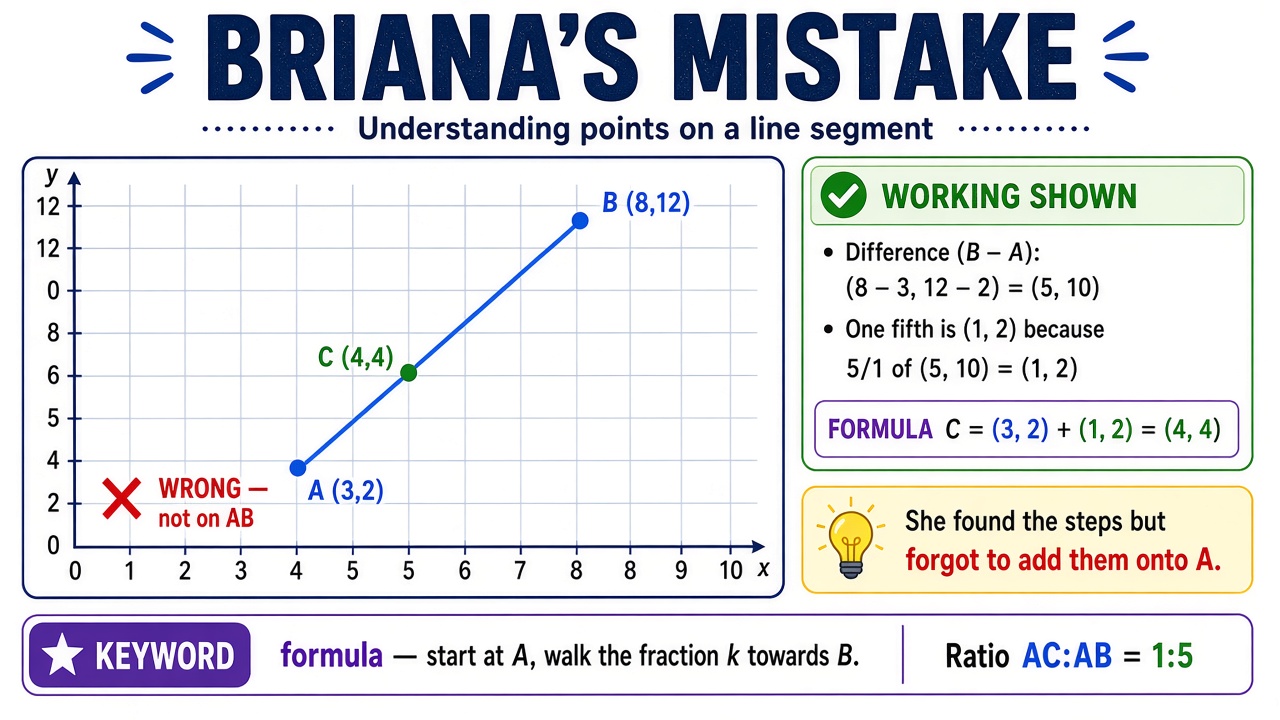 BRIANA'S MISTAKE
Understanding points on a line segment
y
12
12
0
8
6
5
4
2
0
B (8,12)
C (4,4)
A (3,2)
WRONG —
not on AB
0 1 2 3 4 5 5 6 8 8 9 10 x
WORKING SHOWN
• Difference (B – A):
(8 – 3, 12 – 2) = (5, 10)
• One fifth is (1, 2) because
5/1 of (5, 10) = (1, 2)
FORMULA C = (3, 2) + (1, 2) = (4, 4)
She found the steps but
forgot to add them onto A.
KEYWORD
formula — start at A, walk the fraction k towards B.
Ratio AC:AB = 1:5